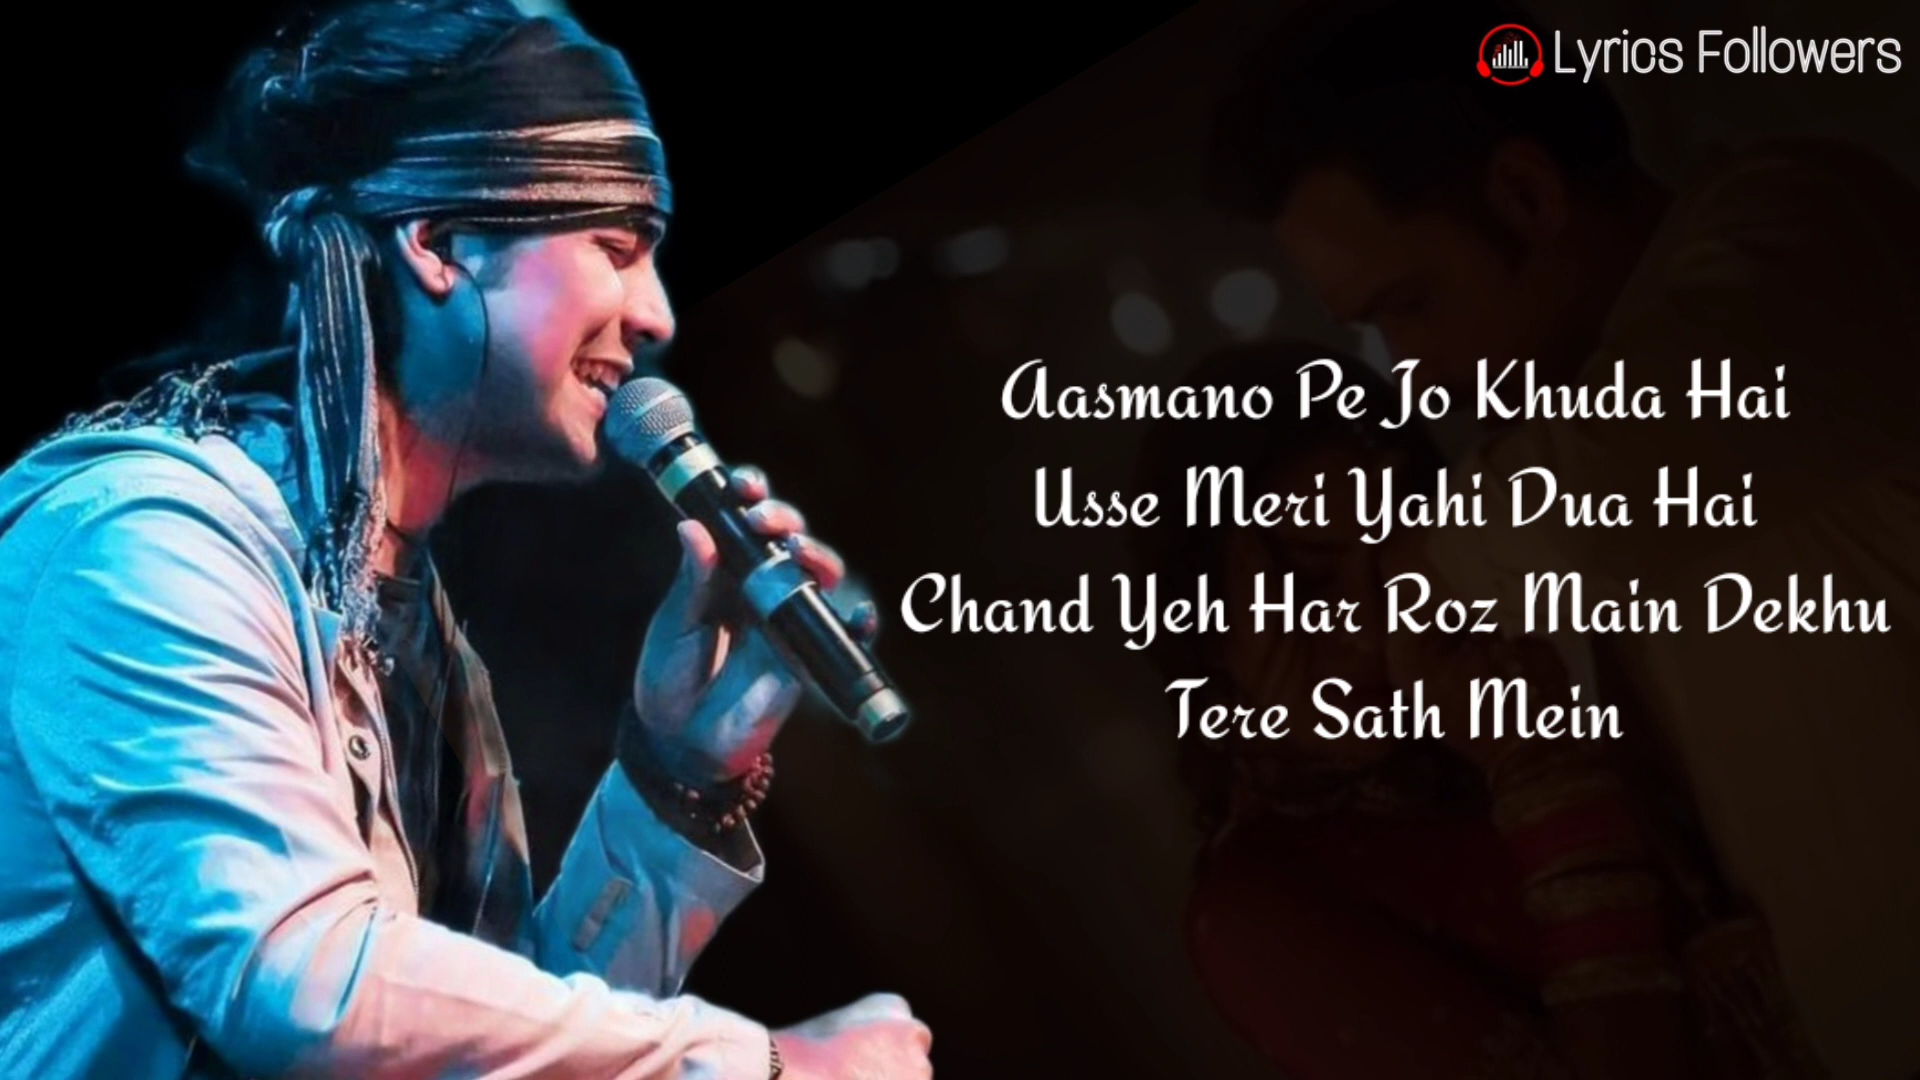 Lyrics Followers
Aasmano Pe Jo Khuda Hai
Usse Meri Yahi Dua Hai
Chand Yeh Har Roz Main Dekhu
Tere Sath Mein